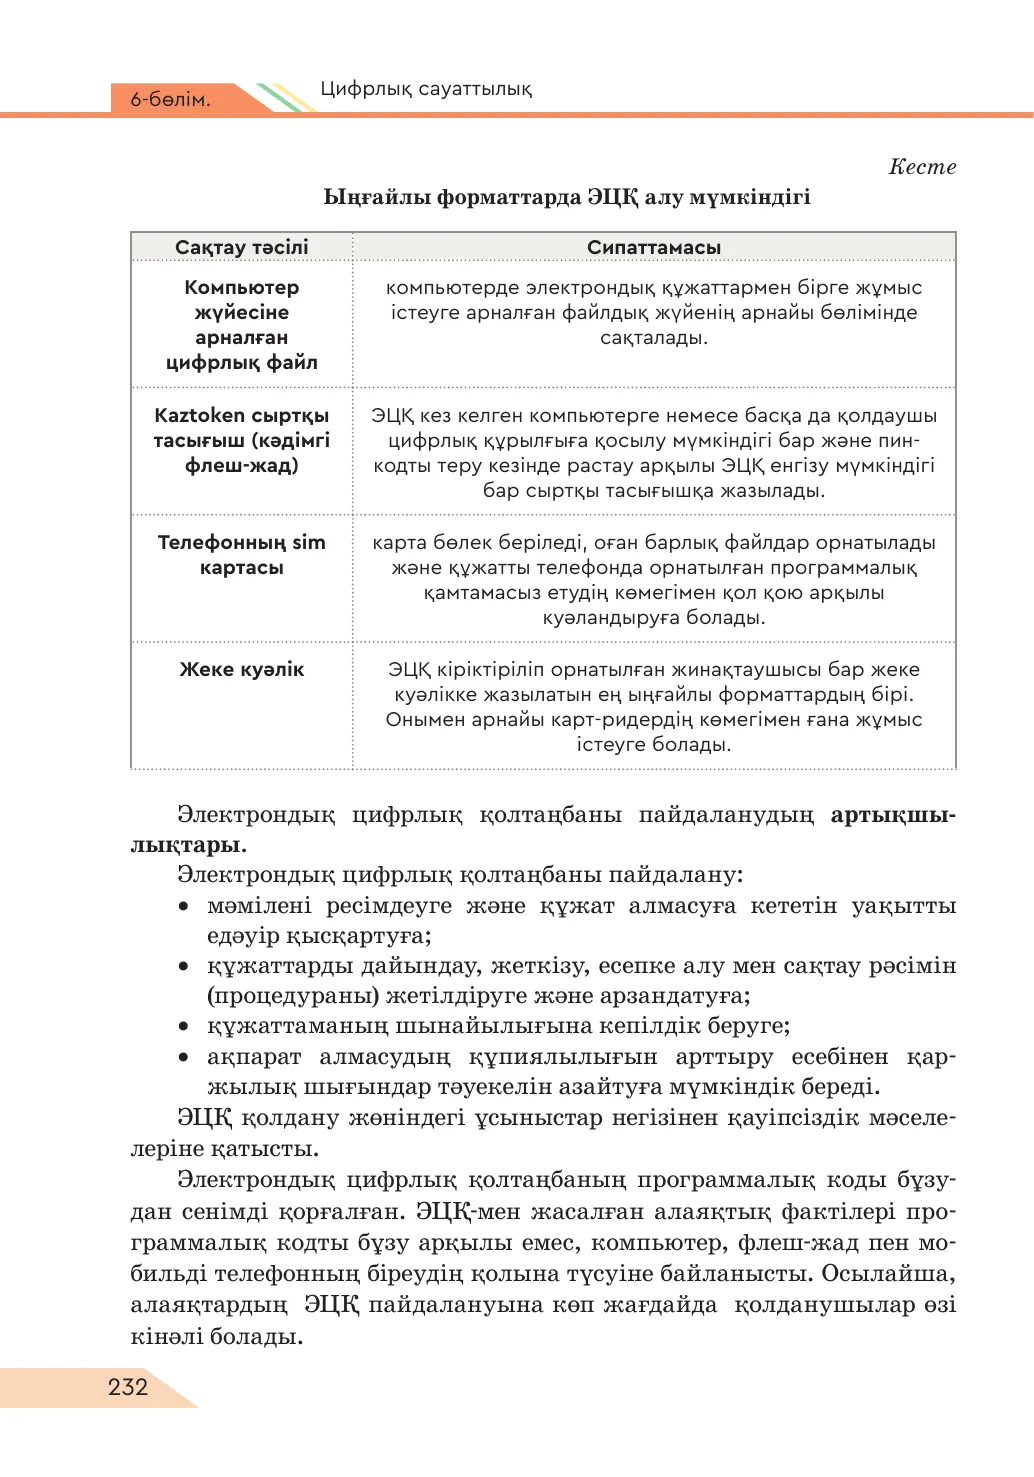 6-бөлім.
Цифрлық сауаттылық
Кесте
Ыңғайлы форматтарда ЭЦҚ алу мүмкіндігі
Сақтау тәсілі
Сипаттамасы
Компьютер
жүйесіне
арналған
цифрлық файл
компьютерде электрондық құжаттармен бірге жұмыс
істеуге арналған файлдық жүйенің арнайы бөлімінде
сақталады.
Kaztoken сыртқы
тасығыш (кәдімгі
флеш-жад)
ЭЦҚ кез келген компьютерге немесе басқа да қолдаушы
цифрлық құрылғыға қосылу мүмкіндігі бар және пин-
кодты теру кезінде растау арқылы ЭЦҚ енгізу мүмкіндігі
бар сыртқы тасығышқа жазылады.
Телефонның sim
картасы
карта бөлек беріледі, оған барлық файлдар орнатылады
және құжатты телефонда орнатылған программалық
қамтамасыз етудің көмегімен қол қою арқылы
куәландыруға болады.
Жеке куәлік
ЭЦҚ кіріктіріліп орнатылған жинақтаушысы бар жеке
куәлікке жазылатын ең ыңғайлы форматтардың бірі.
Онымен арнайы карт-ридердің көмегімен ғана жұмыс
істеуге болады.
Электрондық цифрлық қолтаңбаны пайдаланудың артықшы-
лықтары.
Электрондық цифрлық қолтаңбаны пайдалану:
• мәмілені ресімдеуге және құжат алмасуға кететін уақытты
едәуір қысқартуға;
• құжаттарды дайындау, жеткізу, есепке алу мен сақтау рәсімін
(процедураны) жетілдіруге және арзандатуға;
• құжаттаманың шынайылығына кепілдік беруге;
• ақпарат алмасудың құпиялылығын арттыру есебінен қар-
жылық шығындар тәуекелін азайтуға мүмкіндік береді.
ЭЦҚ қолдану жөніндегі ұсыныстар негізінен қауіпсіздік мәселе-
леріне қатысты.
Электрондық цифрлық қолтаңбаның программалық коды бұзу-
дан сенімді қорғалған. ЭЦҚ-мен жасалған алаяқтық фактілері про-
граммалық кодты бұзу арқылы емес, компьютер, флеш-жад пен мо-
бильді телефонның біреудің қолына түсуіне байланысты. Осылайша,
алаяқтардың ЭЦҚ пайдалануына көп жағдайда қолданушылар өзі
кінәлі болады.
232